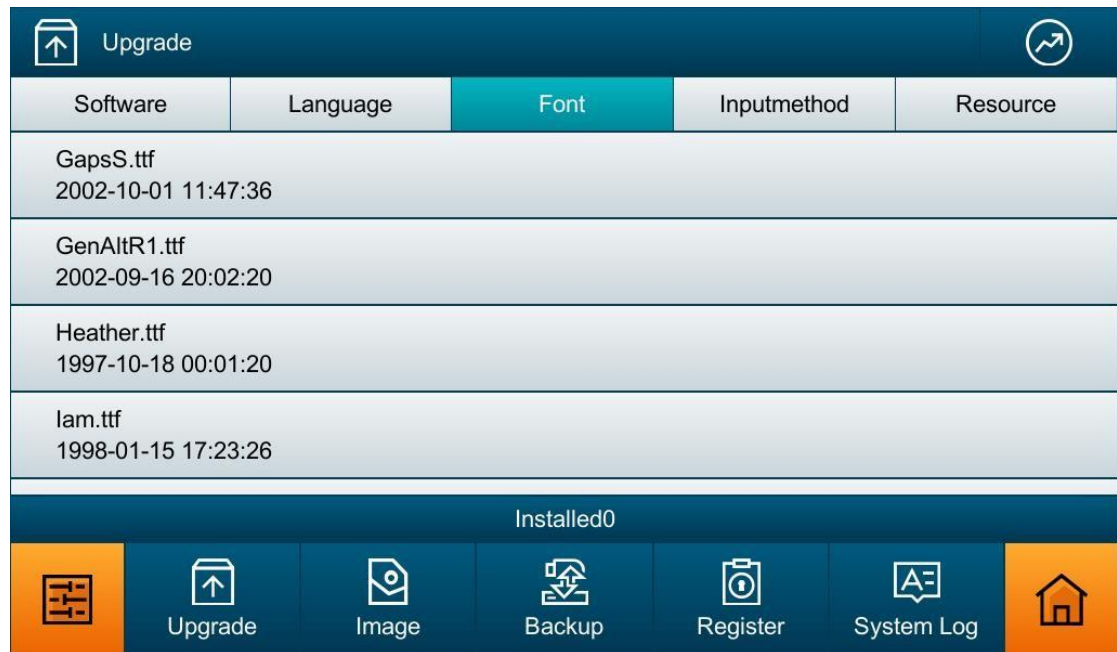 Upgrade
Software Language Font Inputmethod Resource
GapsS.ttf
2002-10-01 11:47:36
GenAltR1.ttf
2002-09-16 20:02:20
Heather.ttf
1997-10-18 00:01:20
Iam.ttf
1998-01-15 17:23:26
Installed0
Upgrade Image Backup Register System Log